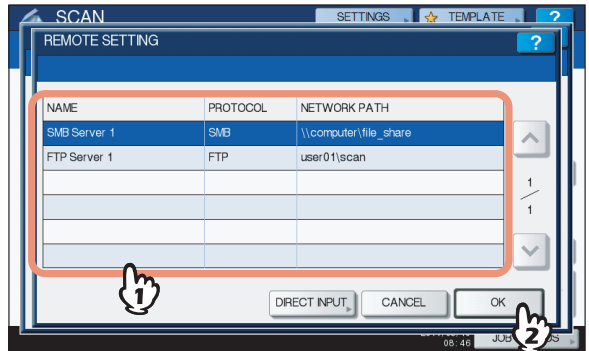 SCAN SETTINGS TEMPLATE ?
REMOTE SETTING ?
NAME PROTOCOL NETWORK PATH
SMB Server 1 SMB \\computer\file_share
FTP Server 1 FTP user01\scan
1
1
1
DIRECT INPUT CANCEL OK
2
08:46